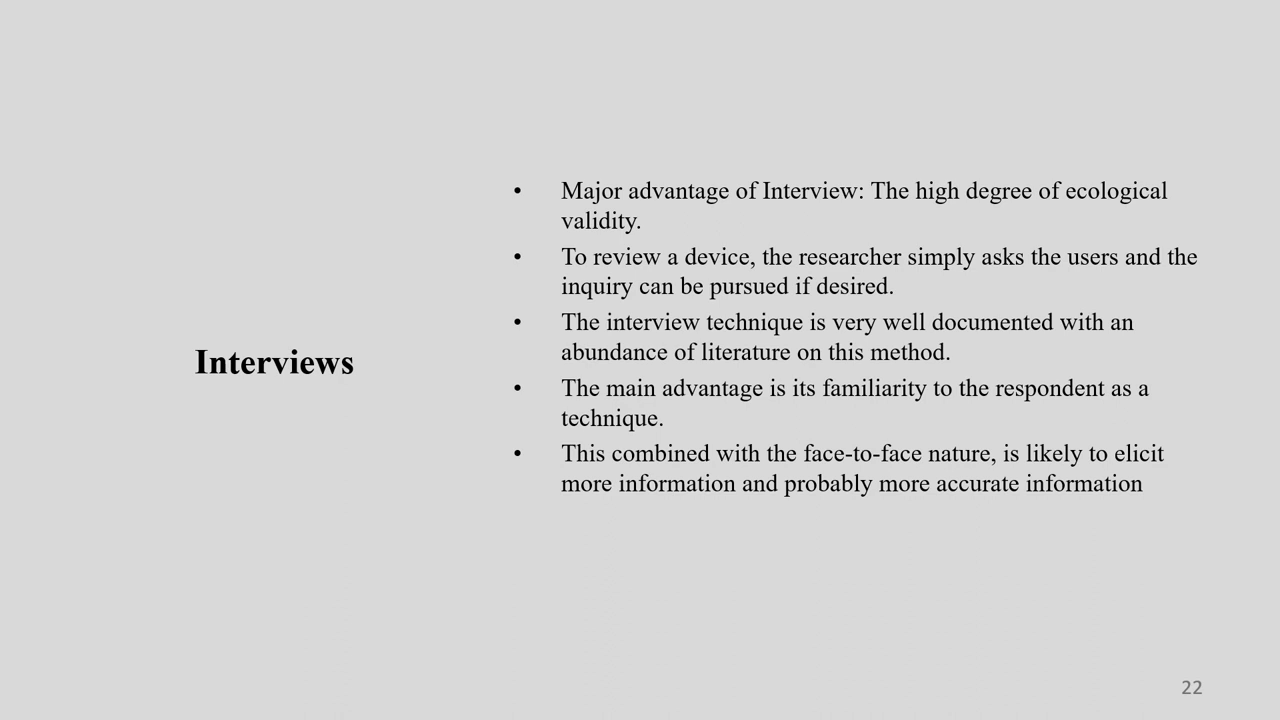 Interviews
• Major advantage of Interview: The high degree of ecological
validity.
• To review a device, the researcher simply asks the users and the
inquiry can be pursued if desired.
• The interview technique is very well documented with an
abundance of literature on this method.
• The main advantage is its familiarity to the respondent as a
technique.
• This combined with the face-to-face nature, is likely to elicit
more information and probably more accurate information
22